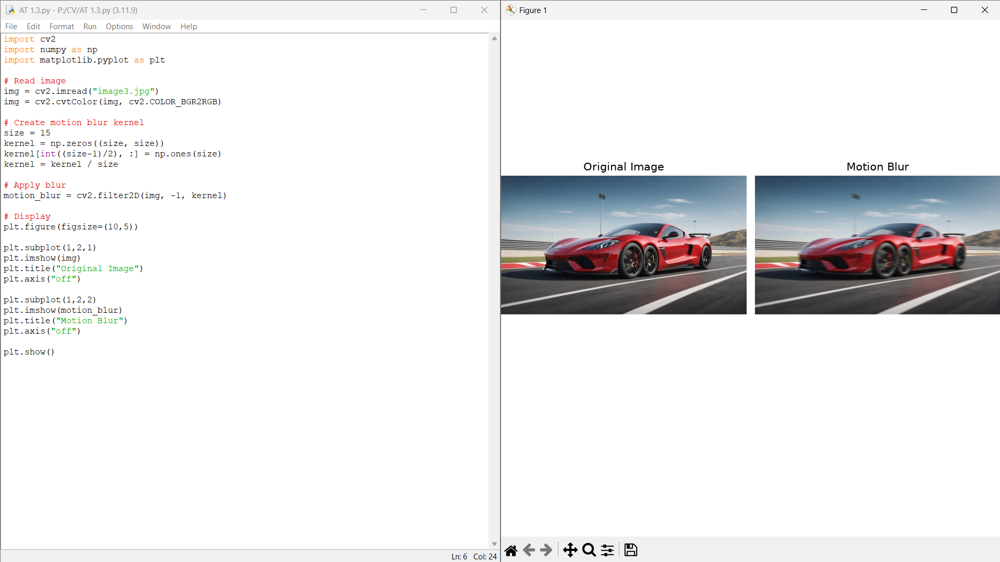 AT 1.3.py - P:/CV/AT 1.3.py (3.11.9)
File Edit Format Run Options Window Help
import cv2
import numpy as np
import matplotlib.pyplot as plt
# Read image
img = cv2.imread("image3.jpg")
img = cv2.cvtColor(img, cv2.COLOR_BGR2RGB)
# Create motion blur kernel
size = 15
kernel = np.zeros((size, size))
kernel[int((size-1)/2), :] = np.ones(size)
kernel = kernel / size
# Apply blur
motion_blur = cv2.filter2D(img, -1, kernel)
# Display
plt.figure(figsize=(10,5))
plt.subplot(1,2,1)
plt.imshow(img)
plt.title("Original Image")
plt.axis("off")
plt.subplot(1,2,2)
plt.imshow(motion_blur)
plt.title("Motion Blur")
plt.axis("off")
plt.show()
Ln: 6 Col: 24
Figure 1
Original Image
Motion Blur